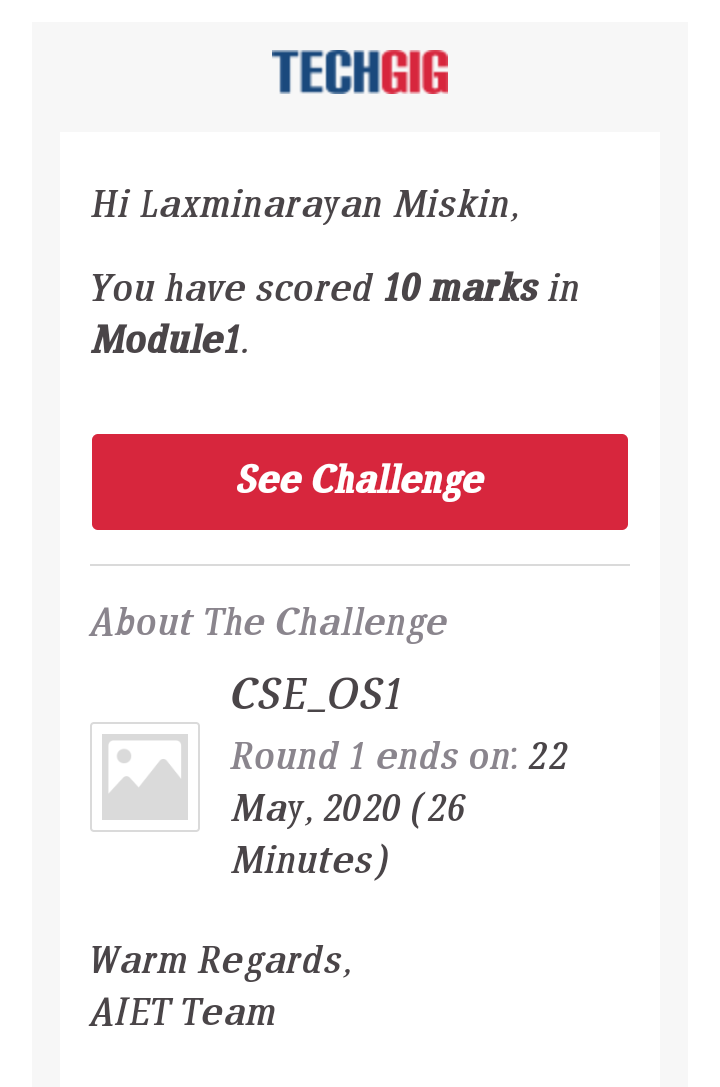 TECHGIG
Hi Laxminarayan Miskin,
You have scored 10 marks in
Module1.
See Challenge
About The Challenge
CSE_OS1
Round 1 ends on: 22
May, 2020 (26
Minutes)
Warm Regards,
AIET Team